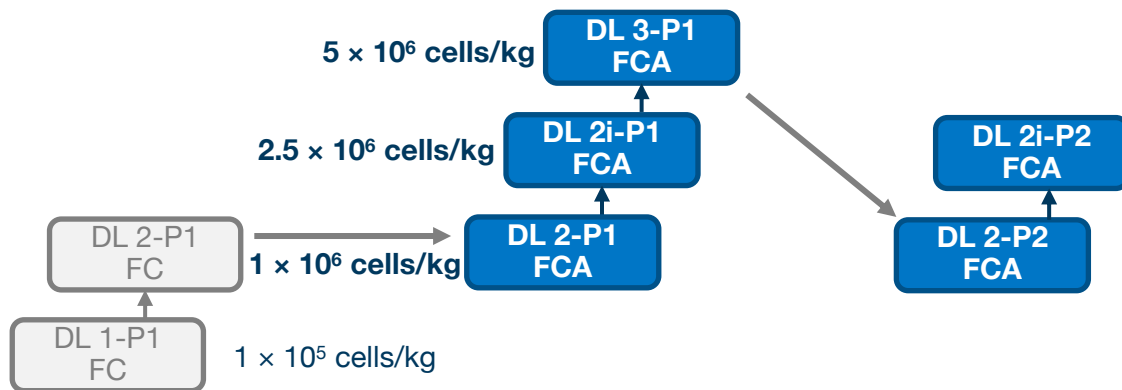 DL 3-P1
FCA
5 × 10⁶ cells/kg
DL 2i-P1
FCA
2.5 × 10⁶ cells/kg
DL 2i-P2
FCA
DL 2-P1
FC
1 × 10⁶ cells/kg
DL 2-P1
FCA
DL 2-P2
FCA
DL 1-P1
FC
1 × 10⁵ cells/kg